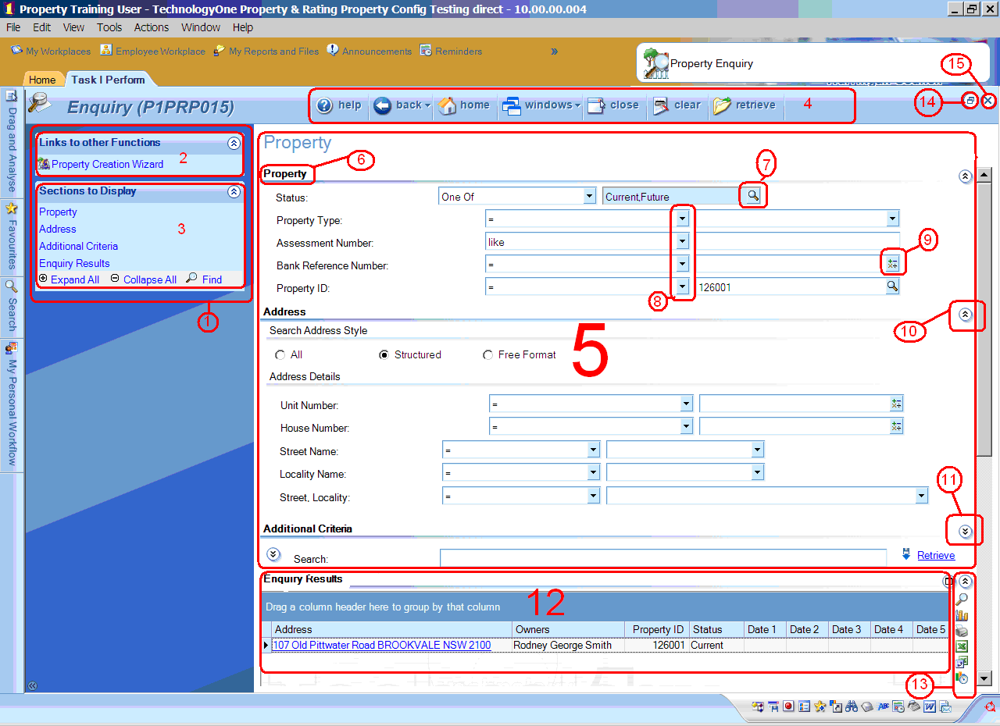 Property Training User - TechnologyOne Property & Rating Property Config Testing direct - 10.00.00.004
File Edit View Tools Actions Window Help
My Workplaces Employee Workplace My Reports and Files Announcements Reminders »
Property Enquiry
15
Home Task I Perform
Enquiry (P1PRP015)
help back home windows close clear retrieve 4
14
Drag and Analyse
Favourites
Search
My Personal Workflow
Links to other Functions
Property Creation Wizard 2
Sections to Display
Property
Address 3
Additional Criteria
Enquiry Results
Expand All Collapse All Find
1
Property
6
7
Property
Status: One Of Current,Future
Property Type: =
Assessment Number: like
9
Bank Reference Number: =
Property ID: = 126001
8
Address
10
Search Address Style
5
All Structured Free Format
Address Details
Unit Number: =
House Number: =
Street Name: =
Locality Name: =
11
Street, Locality: =
Additional Criteria
Search: Retrieve
Enquiry Results
12
Drag a column header here to group by that column
Address Owners Property ID Status Date 1 Date 2 Date 3 Date 4 Date 5
107 Old Pittwater Road BROOKVALE NSW 2100 Rodney George Smith 126001 Current
13
ABC W